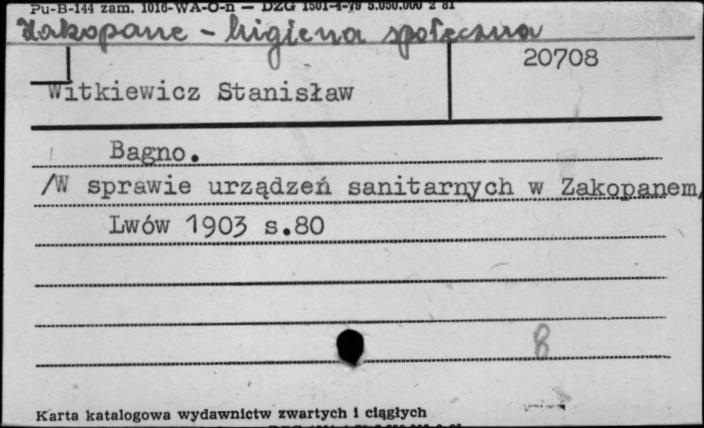 Pu-B-144 zam. 1016-WA-O-n — DZG 1501-4-79 5.050.000 z 81
Zakopane - higiena społeczna
20708
Witkiewicz Stanisław
Bagno.
/W sprawie urządzeń sanitarnych w Zakopanem/
Lwów 1903 s.80
8
Karta katalogowa wydawnictw zwartych i ciągłych